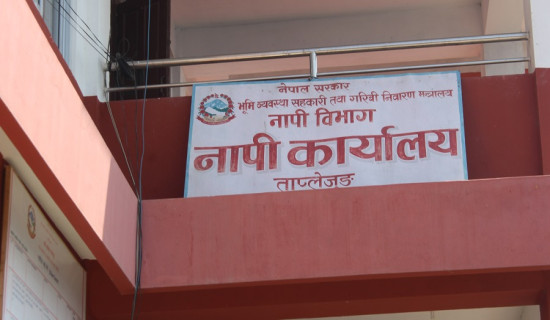 नेपाल सरकार
भूमि व्यवस्था सहकारी तथा गरिवी निवारण मन्त्रालय
नापी विभाग
नापी कार्यालय
ताप्लेजुङ